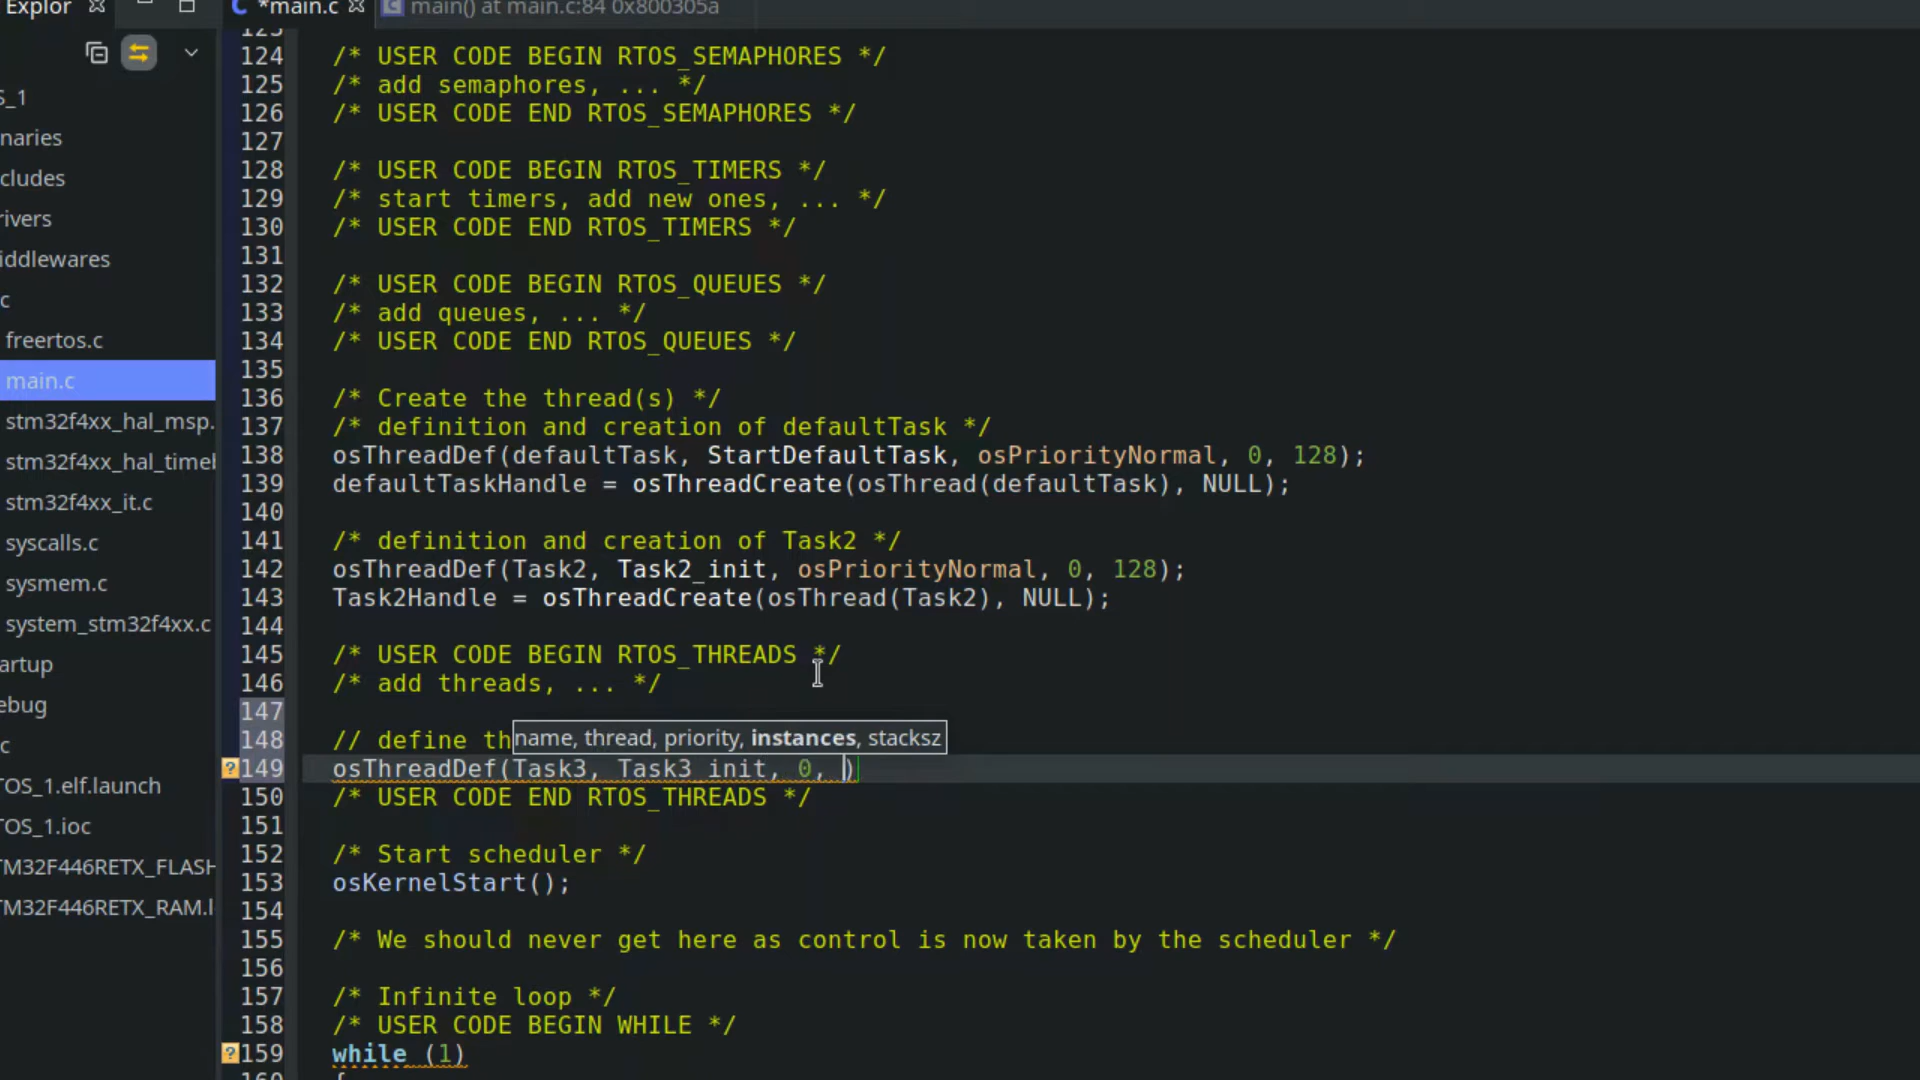 Explor
*main.c
main() at main.c:84 0x800305a
S_1
naries
cludes
rivers
iddlewares
c
freertos.c
main.c
stm32f4xx_hal_msp.
stm32f4xx_hal_timeb
stm32f4xx_it.c
syscalls.c
sysmem.c
system_stm32f4xx.c
artup
ebug
c
TOS_1.elf.launch
TOS_1.ioc
TM32F446RETX_FLASH
TM32F446RETX_RAM.l
123
124 /* USER CODE BEGIN RTOS_SEMAPHORES */
125 /* add semaphores, ... */
126 /* USER CODE END RTOS_SEMAPHORES */
127
128 /* USER CODE BEGIN RTOS_TIMERS */
129 /* start timers, add new ones, ... */
130 /* USER CODE END RTOS_TIMERS */
131
132 /* USER CODE BEGIN RTOS_QUEUES */
133 /* add queues, ... */
134 /* USER CODE END RTOS_QUEUES */
135
136 /* Create the thread(s) */
137 /* definition and creation of defaultTask */
138 osThreadDef(defaultTask, StartDefaultTask, osPriorityNormal, 0, 128);
139 defaultTaskHandle = osThreadCreate(osThread(defaultTask), NULL);
140
141 /* definition and creation of Task2 */
142 osThreadDef(Task2, Task2_init, osPriorityNormal, 0, 128);
143 Task2Handle = osThreadCreate(osThread(Task2), NULL);
144
145 /* USER CODE BEGIN RTOS_THREADS */
146 /* add threads, ... */
147
148 // define th
name, thread, priority, instances, stacksz
149 osThreadDef(Task3, Task3_init, 0, )
150 /* USER CODE END RTOS_THREADS */
151
152 /* Start scheduler */
153 osKernelStart();
154
155 /* We should never get here as control is now taken by the scheduler */
156
157 /* Infinite loop */
158 /* USER CODE BEGIN WHILE */
159 while (1)
160 {